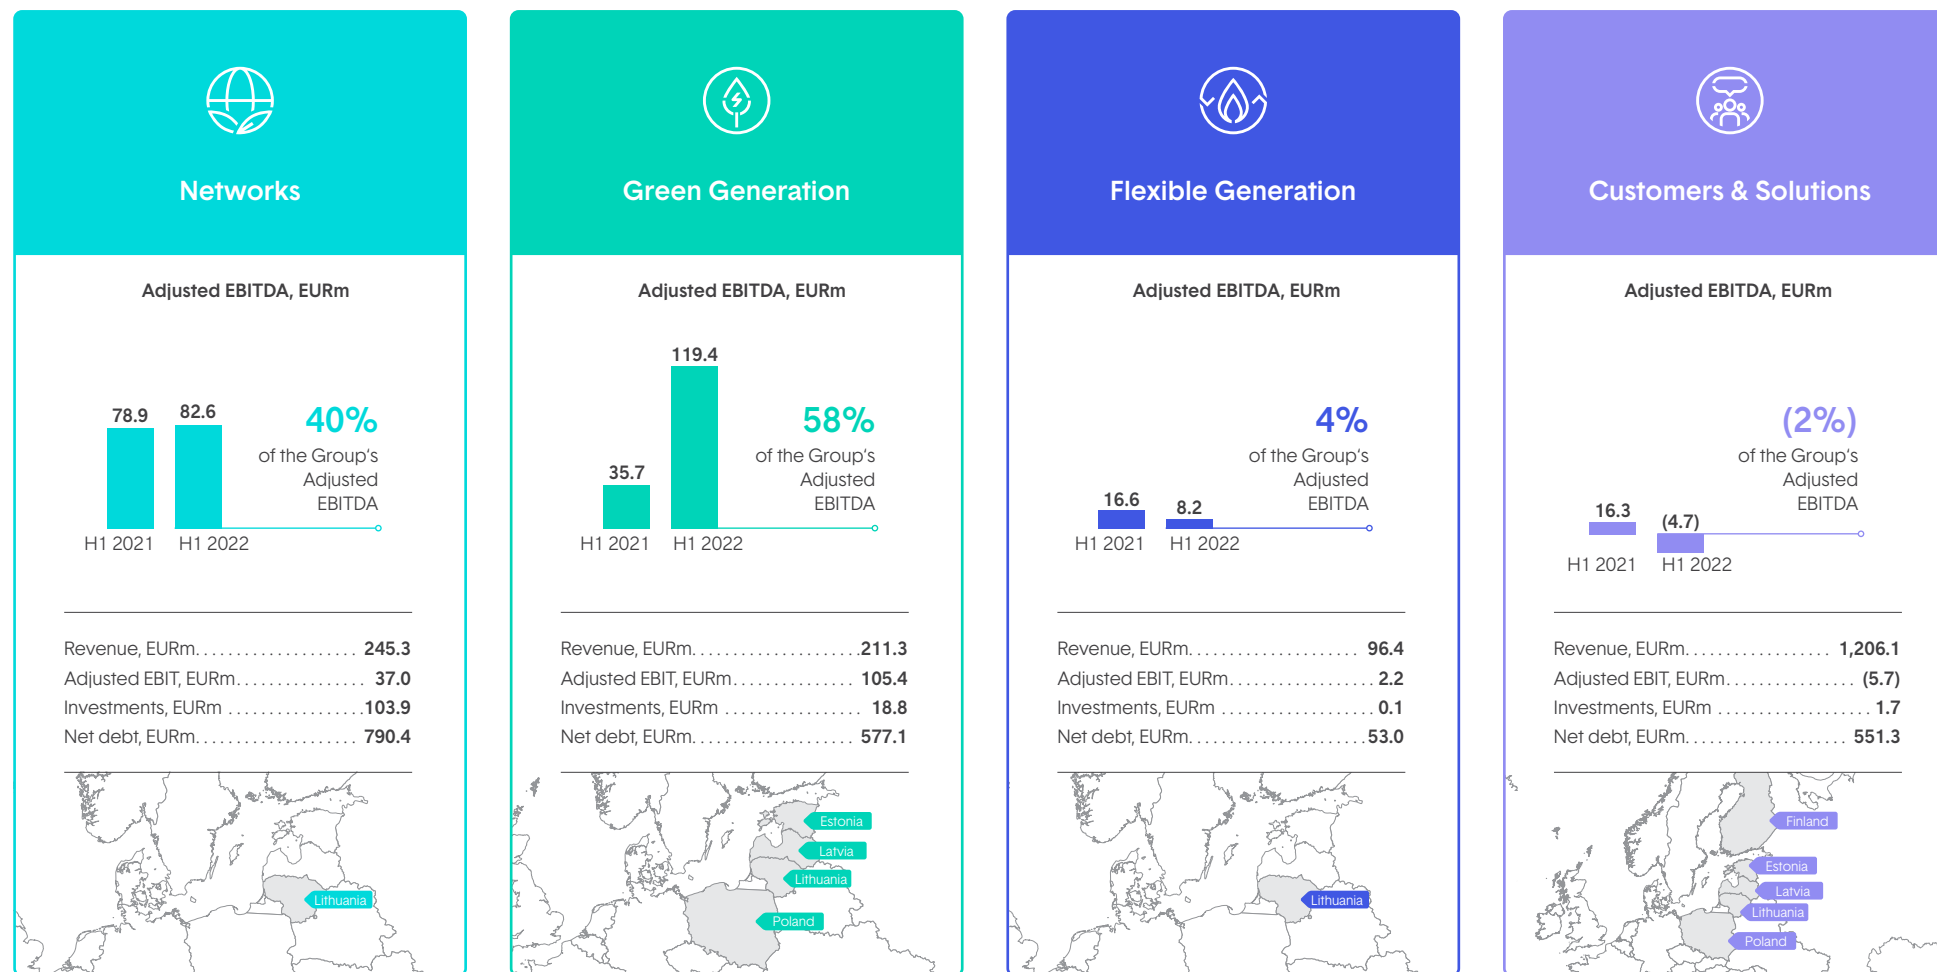 Networks
Adjusted EBITDA, EURm
78.9
82.6
40%
of the Group's
Adjusted
EBITDA
H1 2021
H1 2022
Revenue, EURm. . . . . . . . . . . . . . . . . . . 245.3
Adjusted EBIT, EURm. . . . . . . . . . . . . . . 37.0
Investments, EURm . . . . . . . . . . . . . . . .103.9
Net debt, EURm. . . . . . . . . . . . . . . . . . . 790.4
Lithuania
Green Generation
Adjusted EBITDA, EURm
119.4
35.7
58%
of the Group's
Adjusted
EBITDA
H1 2021
H1 2022
Revenue, EURm. . . . . . . . . . . . . . . . . . . .211.3
Adjusted EBIT, EURm. . . . . . . . . . . . . . 105.4
Investments, EURm . . . . . . . . . . . . . . . . 18.8
Net debt, EURm. . . . . . . . . . . . . . . . . . . 577.1
Estonia
Latvia
Lithuania
Poland
Flexible Generation
Adjusted EBITDA, EURm
16.6
8.2
4%
of the Group's
Adjusted
EBITDA
H1 2021
H1 2022
Revenue, EURm. . . . . . . . . . . . . . . . . . . . 96.4
Adjusted EBIT, EURm. . . . . . . . . . . . . . . . . 2.2
Investments, EURm . . . . . . . . . . . . . . . . . . 0.1
Net debt, EURm. . . . . . . . . . . . . . . . . . . . .53.0
Lithuania
Customers & Solutions
Adjusted EBITDA, EURm
16.3
(4.7)
(2%)
of the Group's
Adjusted
EBITDA
H1 2021
H1 2022
Revenue, EURm. . . . . . . . . . . . . . . . . 1,206.1
Adjusted EBIT, EURm. . . . . . . . . . . . . . . (5.7)
Investments, EURm . . . . . . . . . . . . . . . . . . 1.7
Net debt, EURm. . . . . . . . . . . . . . . . . . . 551.3
Finland
Estonia
Latvia
Lithuania
Poland